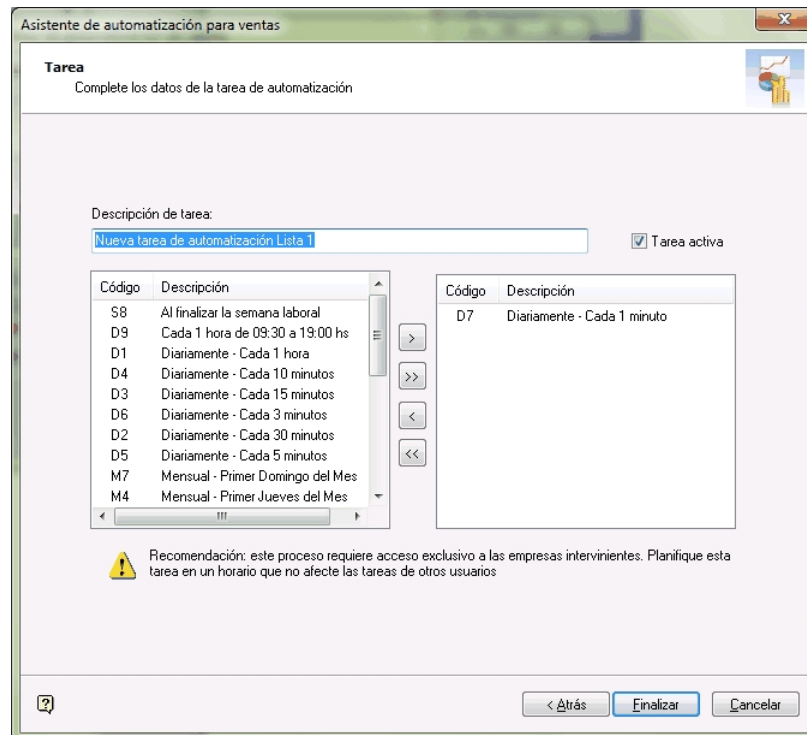 Asistente de automatización para ventas
Tarea
Complete los datos de la tarea de automatización
Descripción de tarea:
Nueva tarea de automatización Lista 1
Tarea activa
Código Descripción
S8 Al finalizar la semana laboral
D9 Cada 1 hora de 09:30 a 19:00 hs
D1 Diariamente - Cada 1 hora
D4 Diariamente - Cada 10 minutos
D3 Diariamente - Cada 15 minutos
D6 Diariamente - Cada 3 minutos
D2 Diariamente - Cada 30 minutos
D5 Diariamente - Cada 5 minutos
M7 Mensual - Primer Domingo del Mes
M4 Mensual - Primer Jueves del Mes
>
>>
<
<<
Código Descripción
D7 Diariamente - Cada 1 minuto
Recomendación: este proceso requiere acceso exclusivo a las empresas intervinientes. Planifique esta
tarea en un horario que no afecte las tareas de otros usuarios
< Atrás Finalizar Cancelar